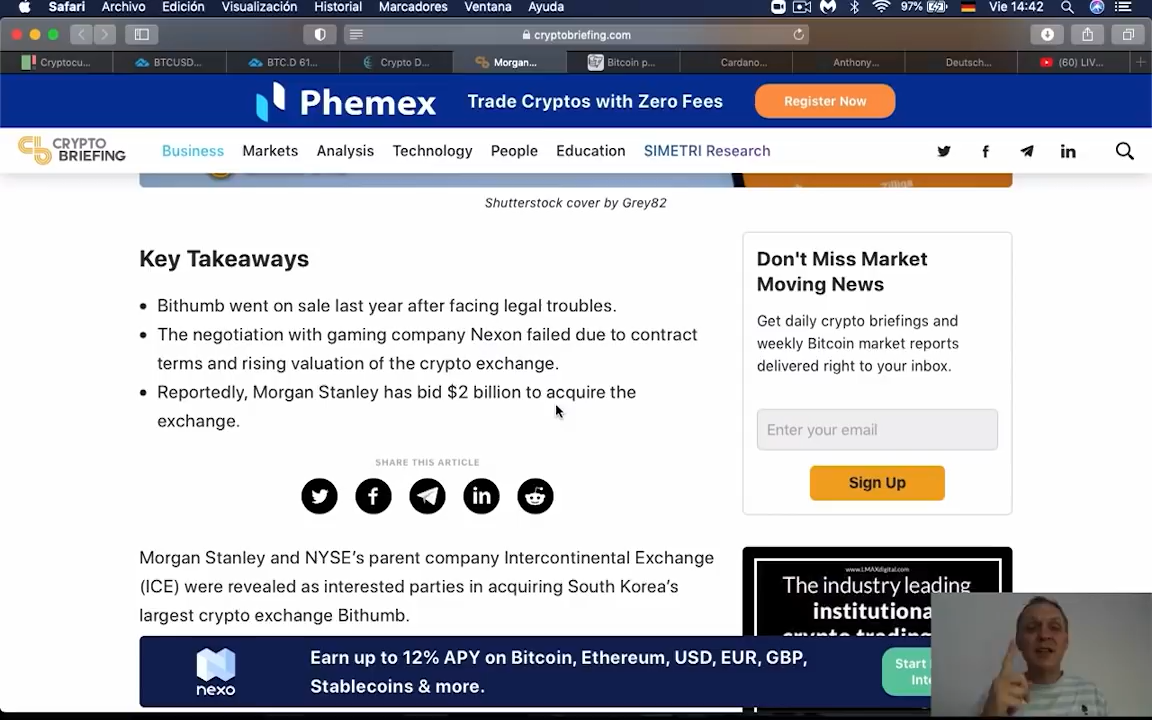 Safari Archivo Edición Visualización Historial Marcadores Ventana Ayuda 97% Vie 14:42
cryptobriefing.com
Cryptocu... BTCUSD... BTC.D 61... Crypto D... Morgan... Bitcoin p... Cardano... Anthony... Deutsch... (60) LIV...
Phemex Trade Cryptos with Zero Fees Register Now
CRYPTO
BRIEFING
Business Markets Analysis Technology People Education SIMETRI Research
Shutterstock cover by Grey82
Key Takeaways
Bithumb went on sale last year after facing legal troubles.
The negotiation with gaming company Nexon failed due to contract
terms and rising valuation of the crypto exchange.
Reportedly, Morgan Stanley has bid $2 billion to acquire the
exchange.
SHARE THIS ARTICLE
Morgan Stanley and NYSE's parent company Intercontinental Exchange
(ICE) were revealed as interested parties in acquiring South Korea's
largest crypto exchange Bithumb.
Don't Miss Market
Moving News
Get daily crypto briefings and
weekly Bitcoin market reports
delivered right to your inbox.
Enter your email
Sign Up
www.LMAXdigital.com
The industry leading
institutiona
crypto trading
nexo
Earn up to 12% APY on Bitcoin, Ethereum, USD, EUR, GBP,
Stablecoins & more.
Start